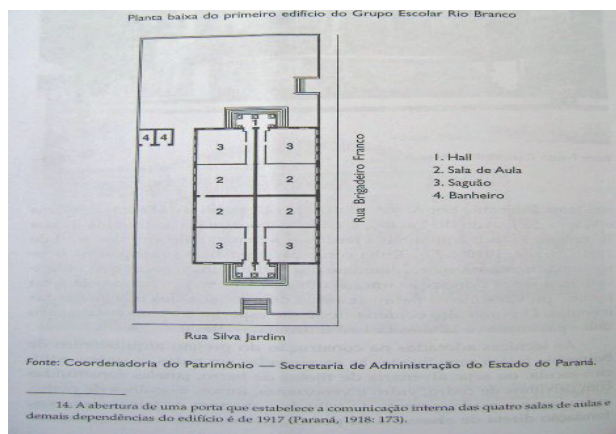 Planta baixa do primeiro edifício do Grupo Escolar Rio Branco
1
3 3
4 4
2 2
2 2
3 3
1
Rua Brigadeiro Franco
1. Hall
2. Sala de Aula
3. Saguão
4. Banheiro
Rua Silva Jardim
Fonte: Coordenadoria do Patrimônio — Secretaria de Administração do Estado do Paraná.
14. A abertura de uma porta que estabelece a comunicação interna das quatro salas de aulas e
demais dependências do edifício é de 1917 (Paraná, 1918: 173).